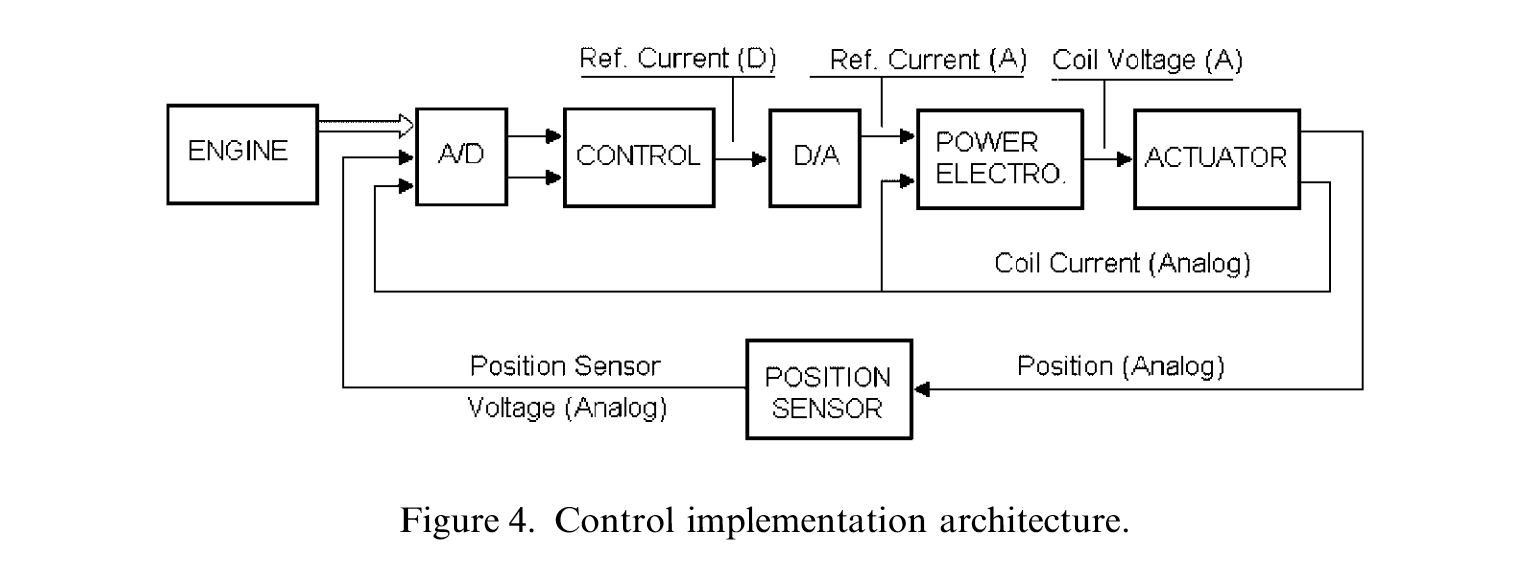 Ref. Current (D)
Ref. Current (A)
Coil Voltage (A)
ENGINE
A/D
CONTROL
D/A
POWER
ELECTRO.
ACTUATOR
Coil Current (Analog)
Position Sensor
Voltage (Analog)
POSITION
SENSOR
Position (Analog)
Figure 4. Control implementation architecture.